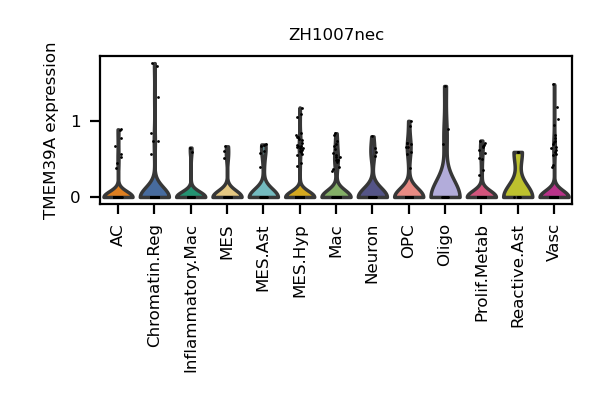 ZH1007nec
TMEM39A expression
1
0
AC
Chromatin.Reg
Inflammatory.Mac
MES
MES.Ast
MES.Hyp
Mac
Neuron
OPC
Oligo
Prolif.Metab
Reactive.Ast
Vasc